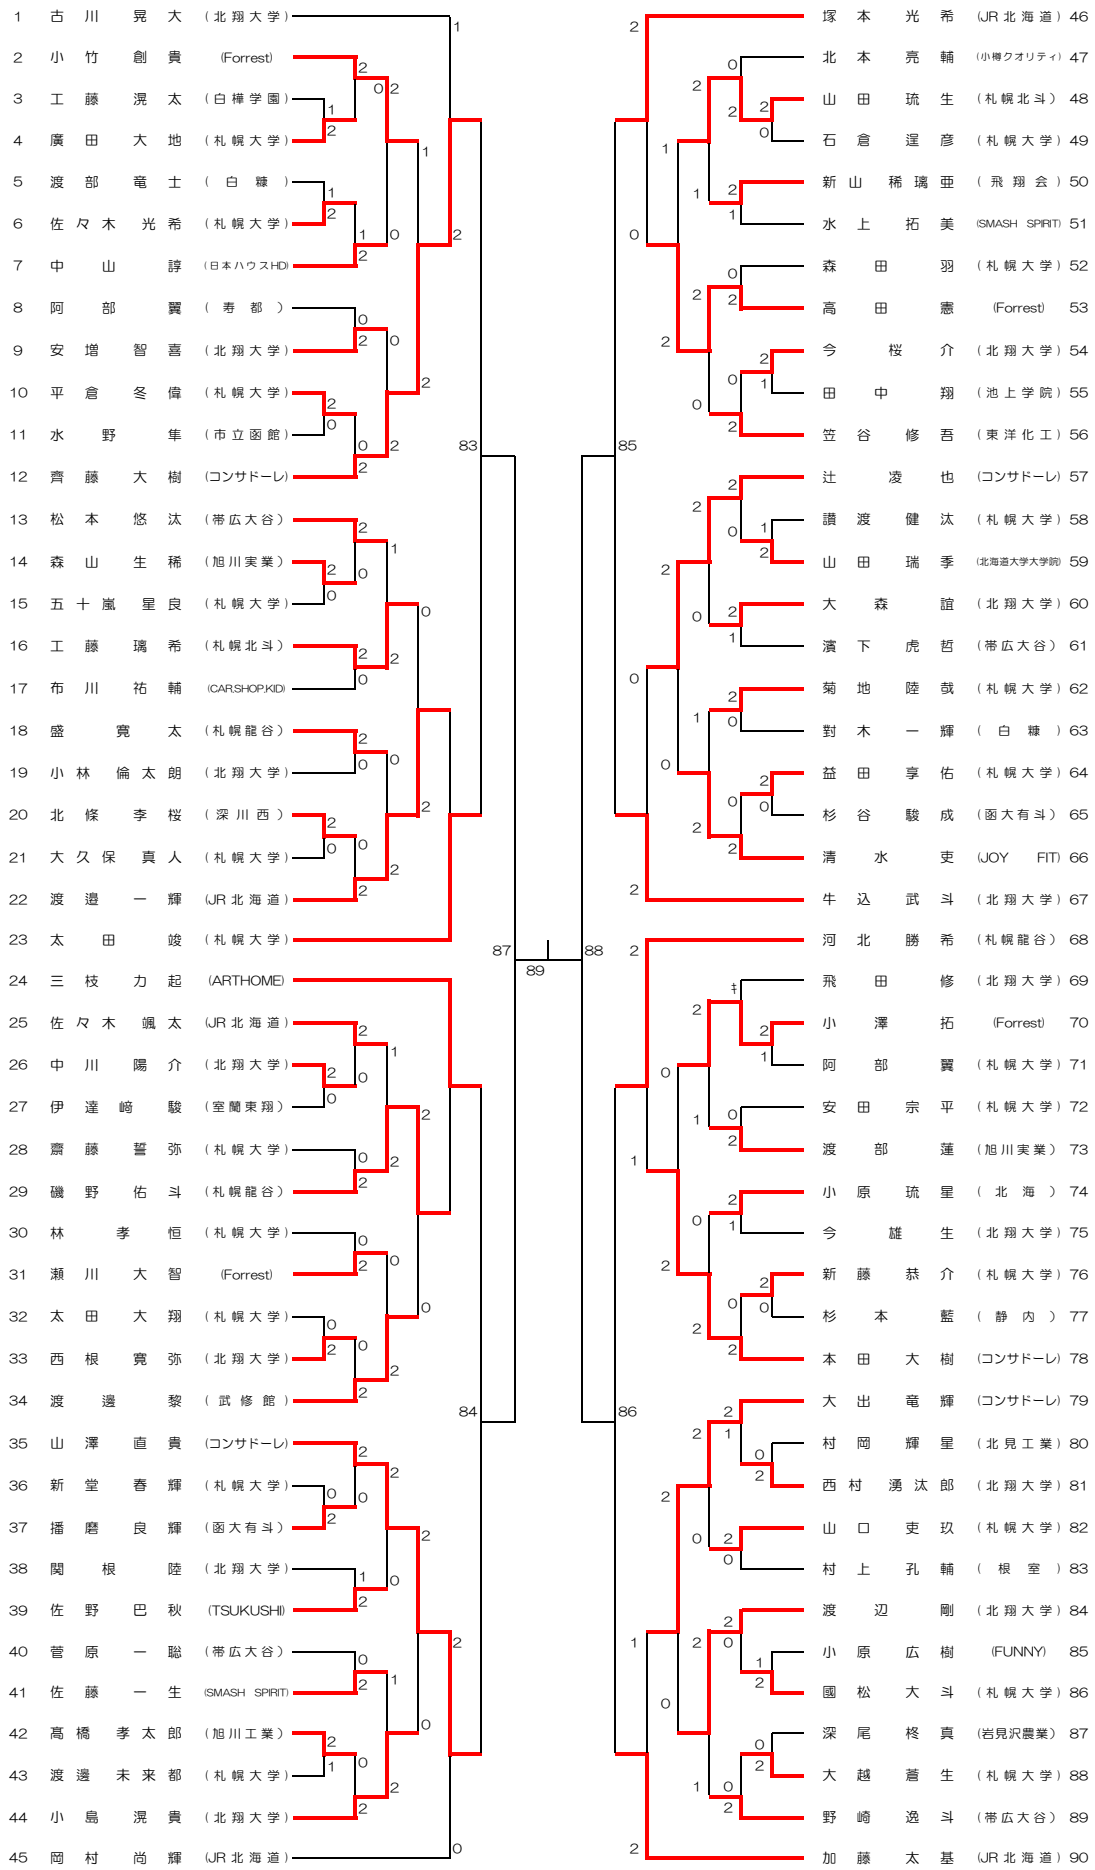 1 古川 晃大 (北翔大学)
2 小竹 創貴 (Forrest)
3 工藤 滉太 (白樺学園)
4 廣田 大地 (札幌大学)
5 渡部 竜士 (白糠)
6 佐々木 光希 (札幌大学)
7 中山 諄 (日本ハウスHD)
8 阿部 翼 (寿都)
9 安増 智喜 (北翔大学)
10 平倉 冬偉 (札幌大学)
11 水野 隼 (市立函館)
12 齊藤 大樹 (コンサドーレ)
13 松本 悠汰 (帯広大谷)
14 森山 生稀 (旭川実業)
15 五十嵐 星良 (札幌大学)
16 工藤 璃希 (札幌北斗)
17 布川 祐輔 (CAR.SHOP.KID)
18 盛 寛太 (札幌龍谷)
19 小林 倫太朗 (北翔大学)
20 北條 李桜 (深川西)
21 大久保 真人 (札幌大学)
22 渡邉 一輝 (JR北海道)
23 太田 竣 (札幌大学)
24 三枝 力起 (ARTHOME)
25 佐々木 颯太 (JR北海道)
26 中川 陽介 (北翔大学)
27 伊達﨑 駿 (室蘭東翔)
28 齋藤 誓弥 (札幌大学)
29 磯野 佑斗 (札幌龍谷)
30 林 孝恒 (札幌大学)
31 瀬川 大智 (Forrest)
32 太田 大翔 (札幌大学)
33 西根 寛弥 (北翔大学)
34 渡邊 黎 (武修館)
35 山澤 直貴 (コンサドーレ)
36 新堂 春輝 (札幌大学)
37 播磨 良輝 (函大有斗)
38 関根 陸 (北翔大学)
39 佐野 巴秋 (TSUKUSHI)
40 菅原 一聡 (帯広大谷)
41 佐藤 一生 (SMASH SPIRIT)
42 髙橋 孝太郎 (旭川工業)
43 渡邊 未来都 (札幌大学)
44 小島 滉貴 (北翔大学)
45 岡村 尚輝 (JR北海道)
83
84
87
89
88
85
86
塚本 光希 (JR北海道) 46
北本 亮輔 (小樽クオリティ) 47
山田 琉生 (札幌北斗) 48
石倉 逞彦 (札幌大学) 49
新山 稀璃亜 (飛翔会) 50
水上 拓美 (SMASH SPIRIT) 51
森田 羽 (札幌大学) 52
高田 憲 (Forrest) 53
今 桜介 (北翔大学) 54
田中 翔 (池上学院) 55
笠谷 修吾 (東洋化工) 56
辻 凌也 (コンサドーレ) 57
讃渡 健汰 (札幌大学) 58
山田 瑞季 (北海道大学大学院) 59
大森 誼 (北翔大学) 60
濱下 虎哲 (帯広大谷) 61
菊地 陸哉 (札幌大学) 62
對木 一輝 (白糠) 63
益田 享佑 (札幌大学) 64
杉谷 駿成 (函大有斗) 65
清水 吏 (JOY FIT) 66
牛込 武斗 (北翔大学) 67
河北 勝希 (札幌龍谷) 68
飛田 修 (北翔大学) 69
小澤 拓 (Forrest) 70
阿部 翼 (札幌大学) 71
安田 宗平 (札幌大学) 72
渡部 蓮 (旭川実業) 73
小原 琉星 (北海) 74
今 雄生 (北翔大学) 75
新藤 恭介 (札幌大学) 76
杉本 藍 (静内) 77
本田 大樹 (コンサドーレ) 78
大出 竜輝 (コンサドーレ) 79
村岡 輝星 (北見工業) 80
西村 湧汰郎 (北翔大学) 81
山口 吏玖 (札幌大学) 82
村上 孔輔 (根室) 83
渡辺 剛 (北翔大学) 84
小原 広樹 (FUNNY) 85
國松 大斗 (札幌大学) 86
深尾 柊真 (岩見沢農業) 87
大越 蒼生 (札幌大学) 88
野崎 逸斗 (帯広大谷) 89
加藤 太基 (JR北海道) 90